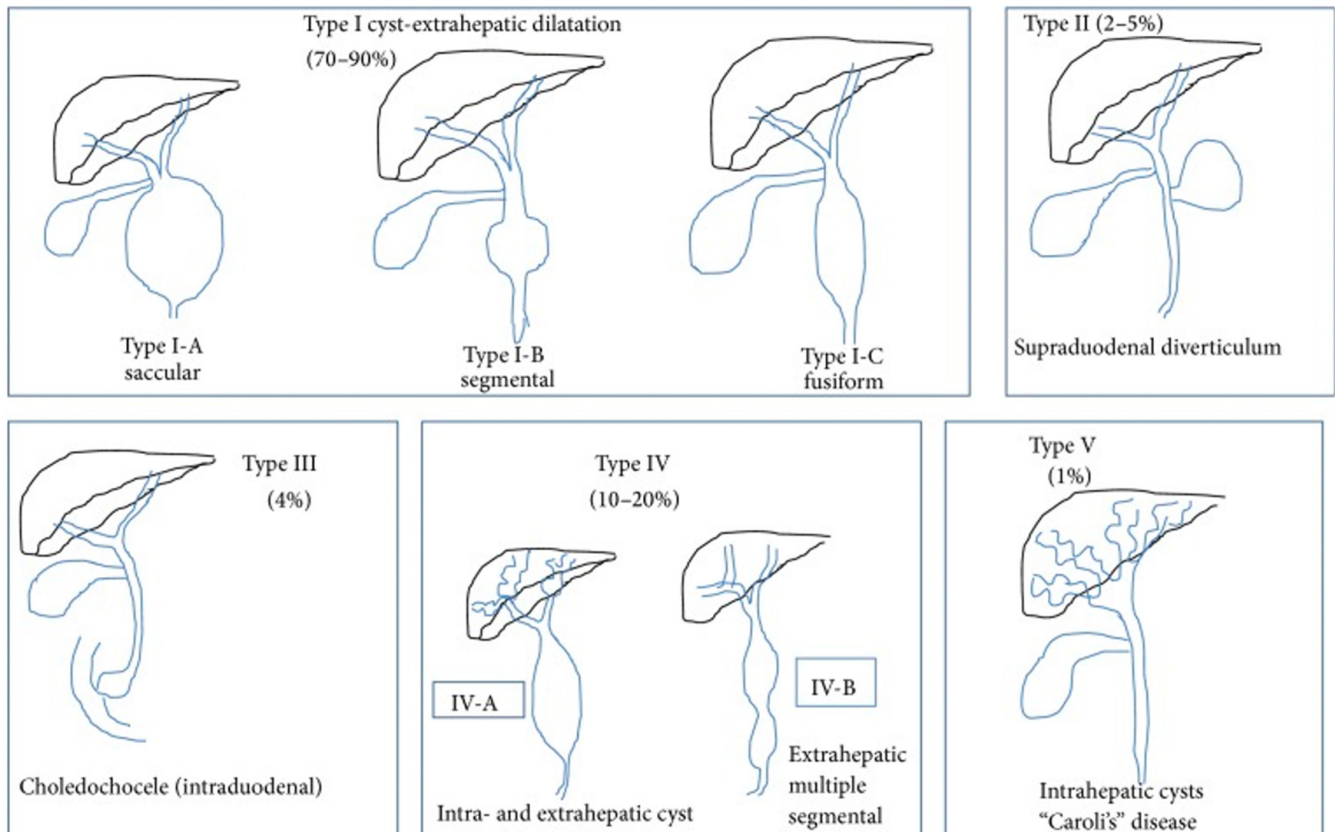 Type I cyst-extrahepatic dilatation
(70–90%)
Type I-A
saccular
Type I-B
segmental
Type I-C
fusiform
Type II (2–5%)
Supraduodenal diverticulum
Type III
(4%)
Choledochocele (intraduodenal)
Type IV
(10–20%)
IV-A
Intra- and extrahepatic cyst
IV-B
Extrahepatic
multiple
segmental
Type V
(1%)
Intrahepatic cysts
“Caroli's” disease